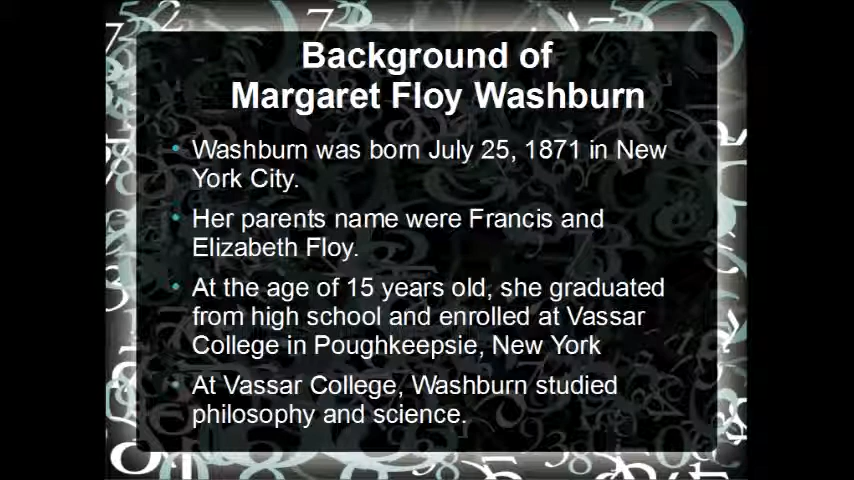 Background of
Margaret Floy Washburn
• Washburn was born July 25, 1871 in New
York City.
• Her parents name were Francis and
Elizabeth Floy.
• At the age of 15 years old, she graduated
from high school and enrolled at Vassar
College in Poughkeepsie, New York
• At Vassar College, Washburn studied
philosophy and science.